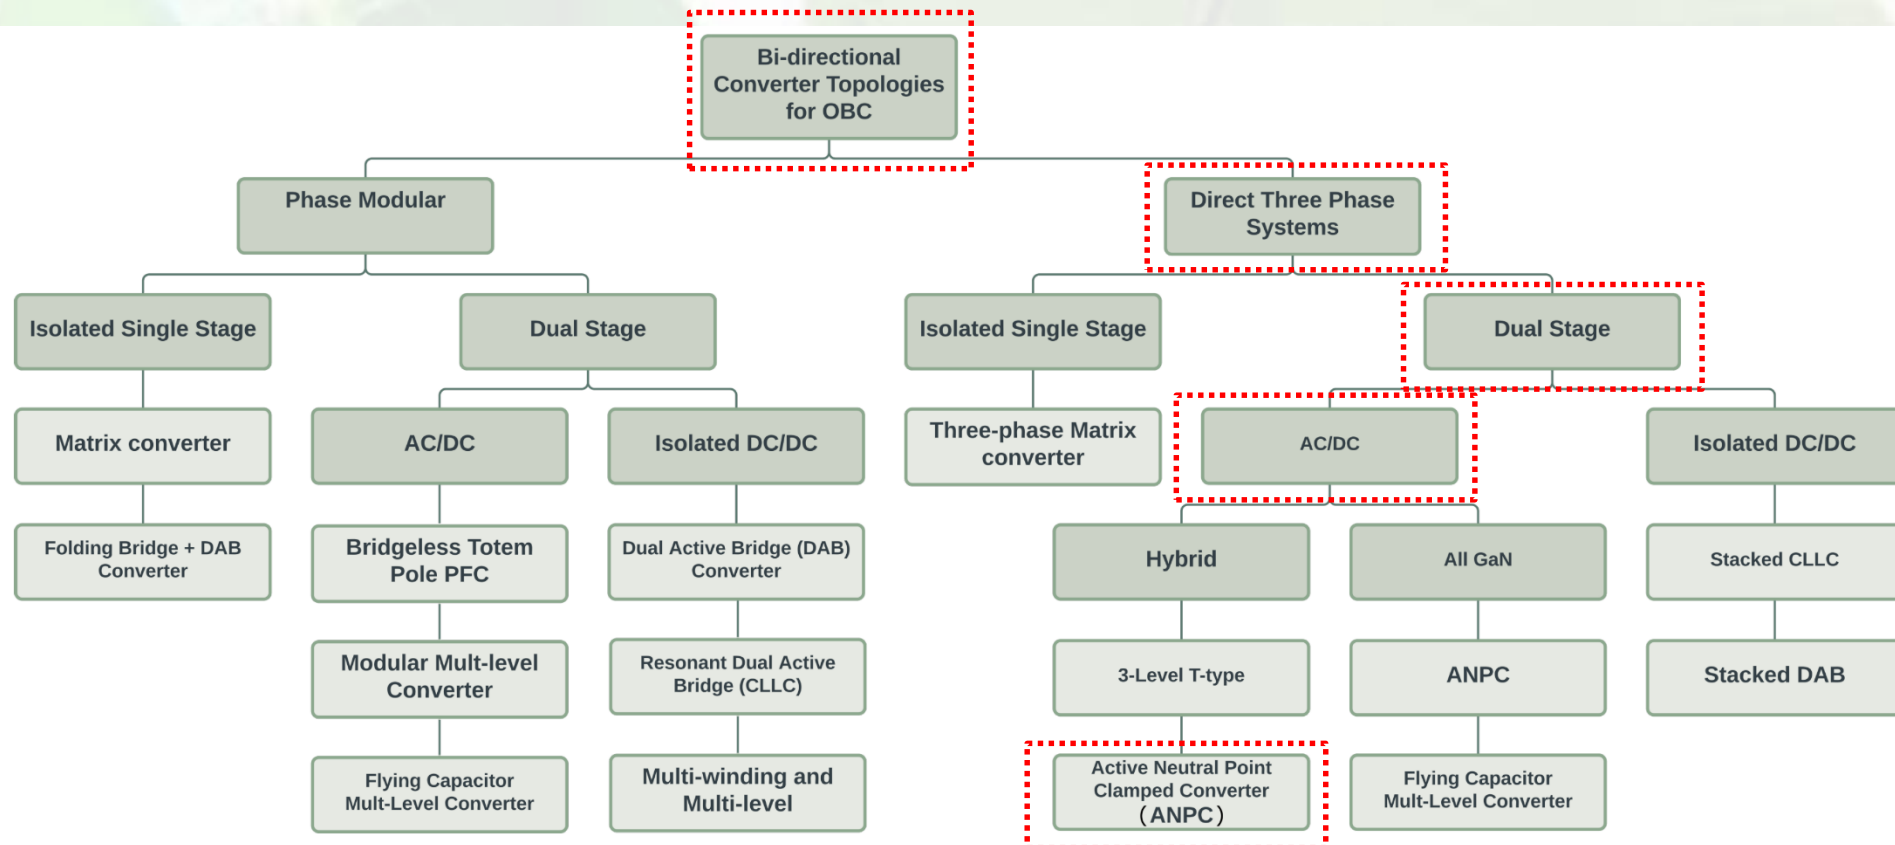 Bi-directional
Converter Topologies
for OBC
Phase Modular
Direct Three Phase
Systems
Isolated Single Stage
Dual Stage
Isolated Single Stage
Dual Stage
Matrix converter
AC/DC
Isolated DC/DC
Three-phase Matrix
converter
AC/DC
Isolated DC/DC
Folding Bridge + DAB
Converter
Bridgeless Totem
Pole PFC
Dual Active Bridge (DAB)
Converter
Hybrid
All GaN
Stacked CLLC
Modular Mult-level
Converter
Resonant Dual Active
Bridge (CLLC)
3-Level T-type
ANPC
Stacked DAB
Flying Capacitor
Mult-Level Converter
Multi-winding and
Multi-level
Active Neutral Point
Clamped Converter
（ANPC）
Flying Capacitor
Mult-Level Converter